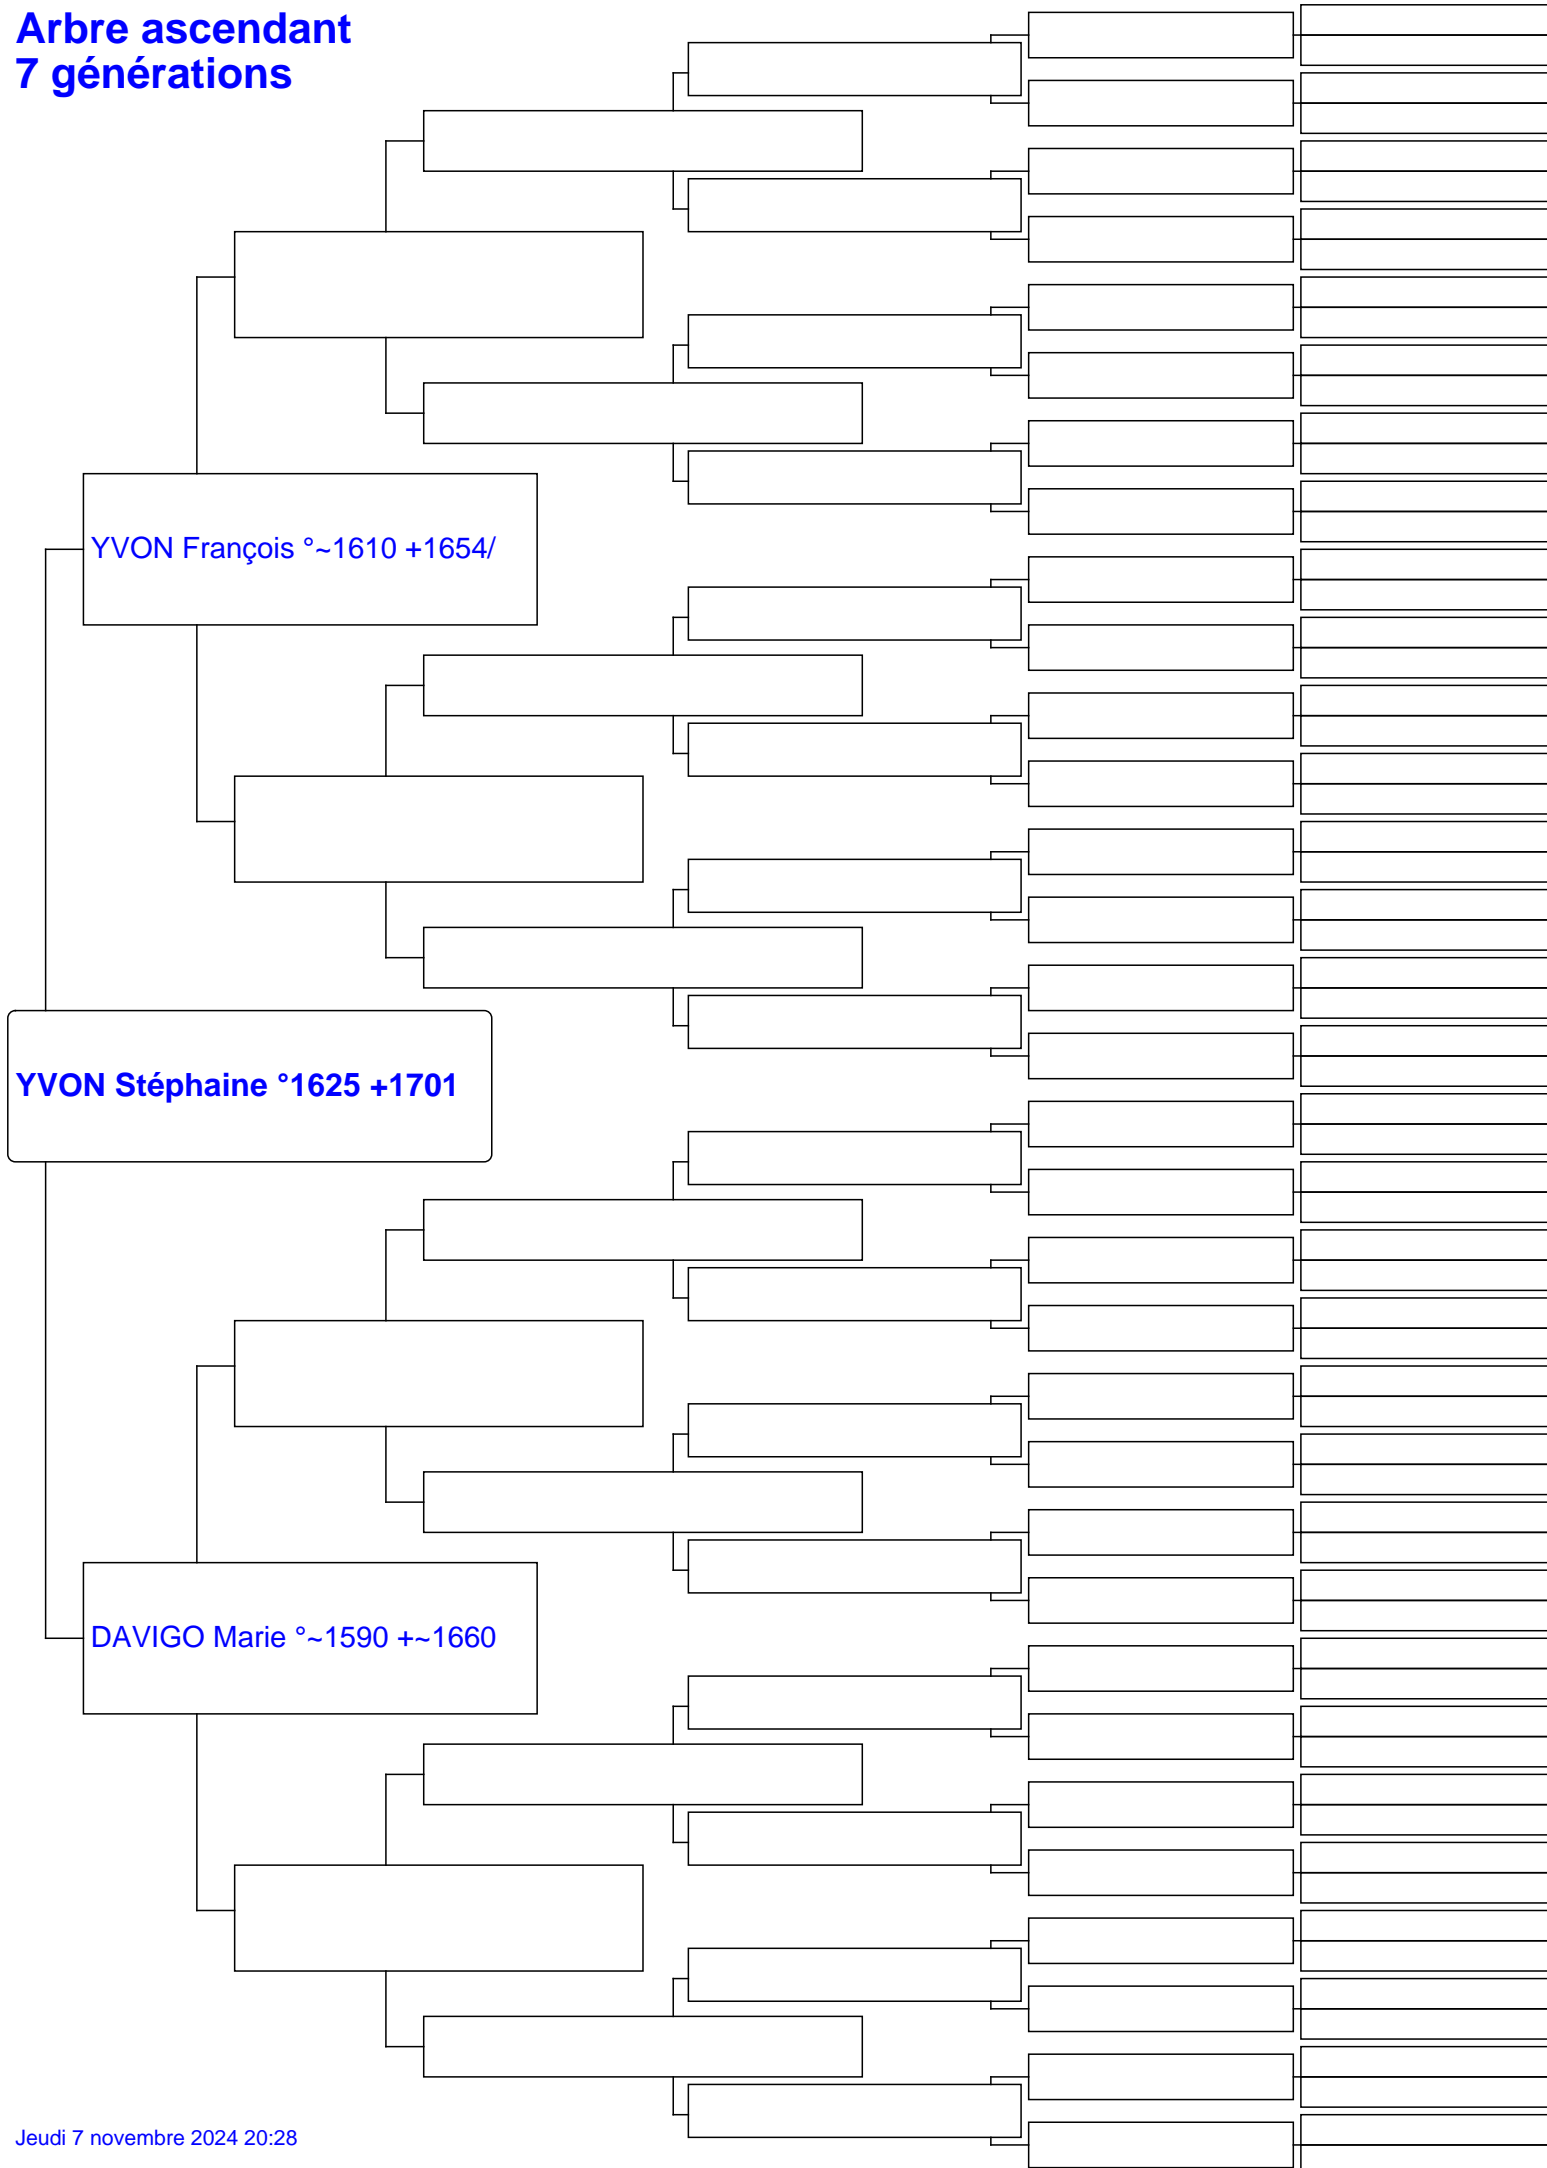 Arbre ascendant
7 générations
YVON François °~1610 +1654/
YVON Stéphaine °1625 +1701
DAVIGO Marie °~1590 +~1660
Jeudi 7 novembre 2024 20:28